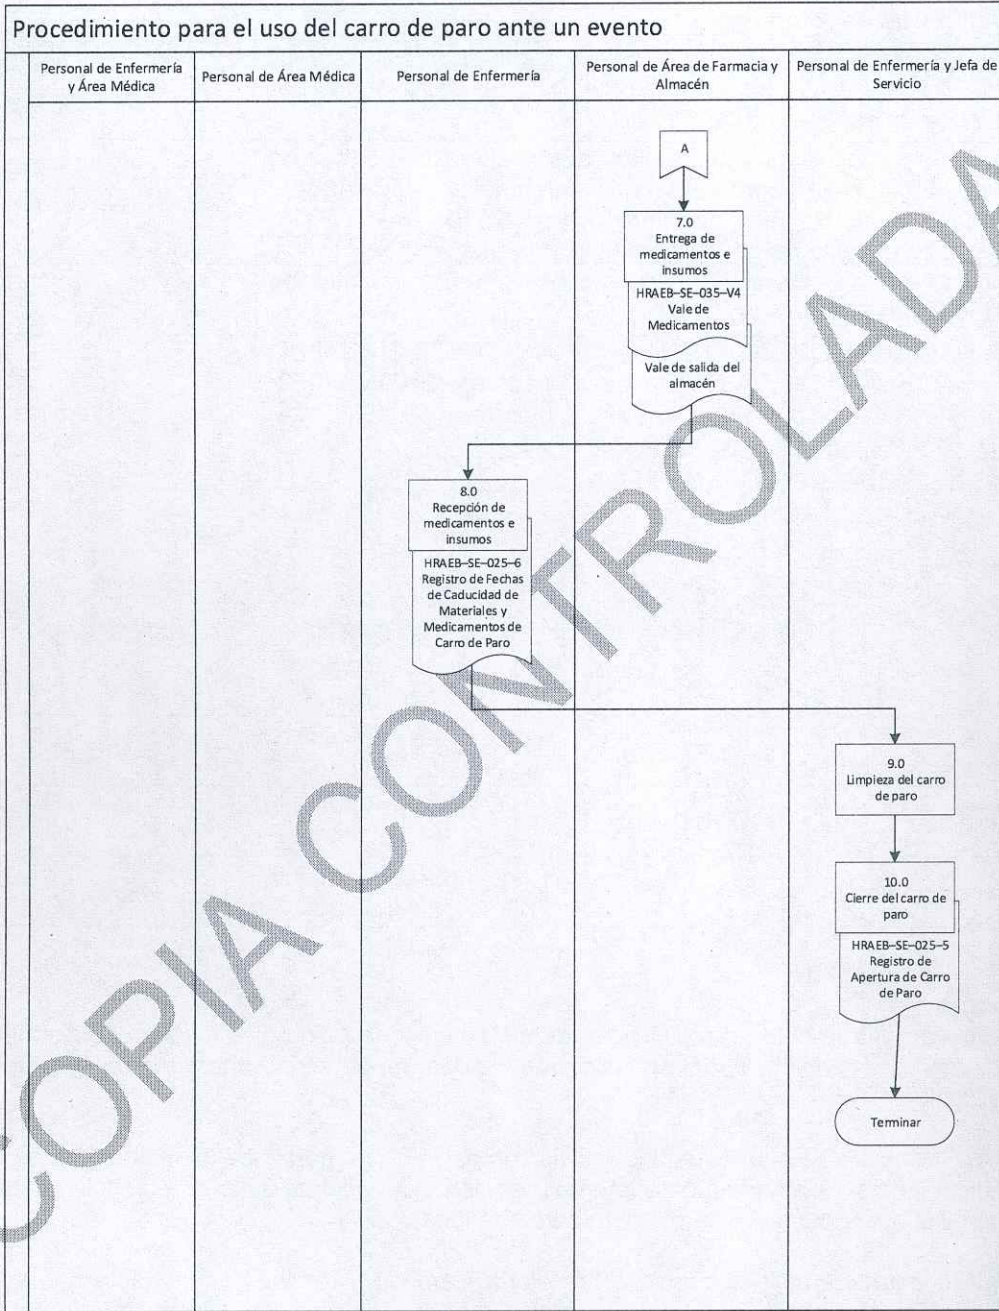 Procedimiento para el uso del carro de paro ante un evento
Personal de Enfermería
y Área Médica
Personal de Área Médica
Personal de Enfermería
Personal de Área de Farmacia y
Almacén
Personal de Enfermería y Jefa de
Servicio
A
7.0
Entrega de
medicamentos e
insumos
HRAEB–SE–035–V4
Vale de
Medicamentos
Vale de salida del
almacén
8.0
Recepción de
medicamentos e
insumos
HRAEB–SE–025–6
Registro de Fechas
de Caducidad de
Materiales y
Medicamentos de
Carro de Paro
9.0
Limpieza del carro
de paro
10.0
Cierre del carro de
paro
HRAEB–SE–025–5
Registro de
Apertura de Carro
de Paro
Terminar
COPIA CONTROLADA